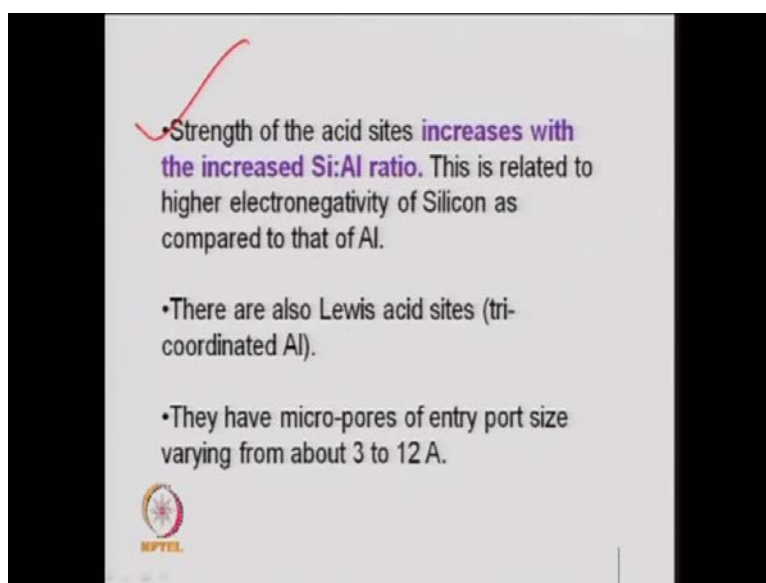 •Strength of the acid sites increases with
the increased Si:Al ratio. This is related to
higher electronegativity of Silicon as
compared to that of Al.
•There are also Lewis acid sites (tri-
coordinated Al).
•They have micro-pores of entry port size
varying from about 3 to 12 A.
NPTEL